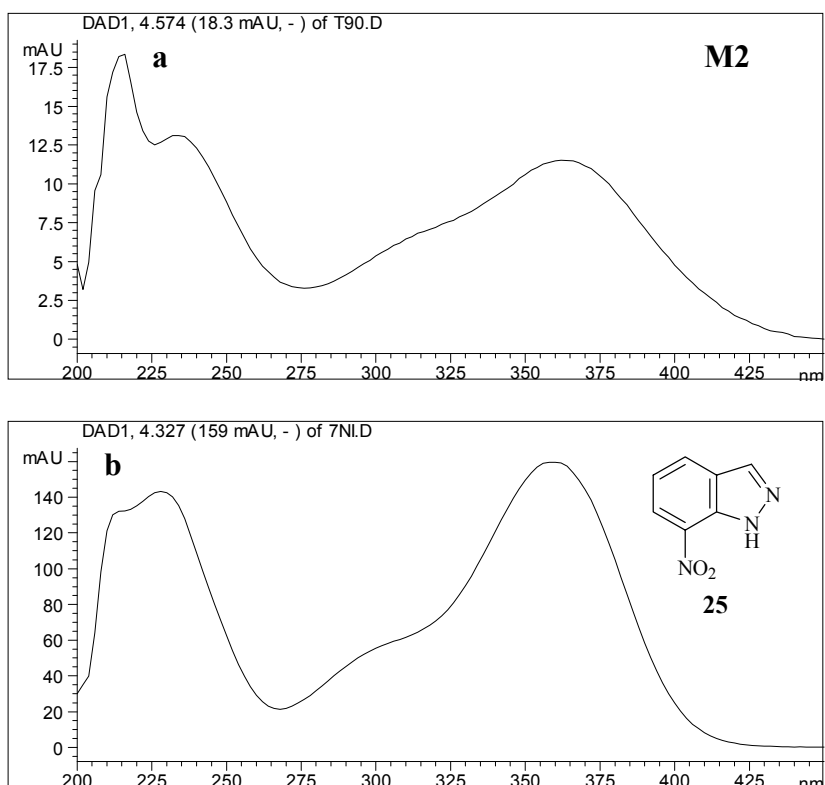 DAD1, 4.574 (18.3 mAU, - ) of T90.D
mAU
a
M2
17.5
15
12.5
10
7.5
5
2.5
0
200 225 250 275 300 325 350 375 400 425 nm
DAD1, 4.327 (159 mAU, - ) of 7NI.D
mAU
b
140
120
100
80
60
40
20
0
N
N
H
NO2
25
200 225 250 275 300 325 350 375 400 425 nm